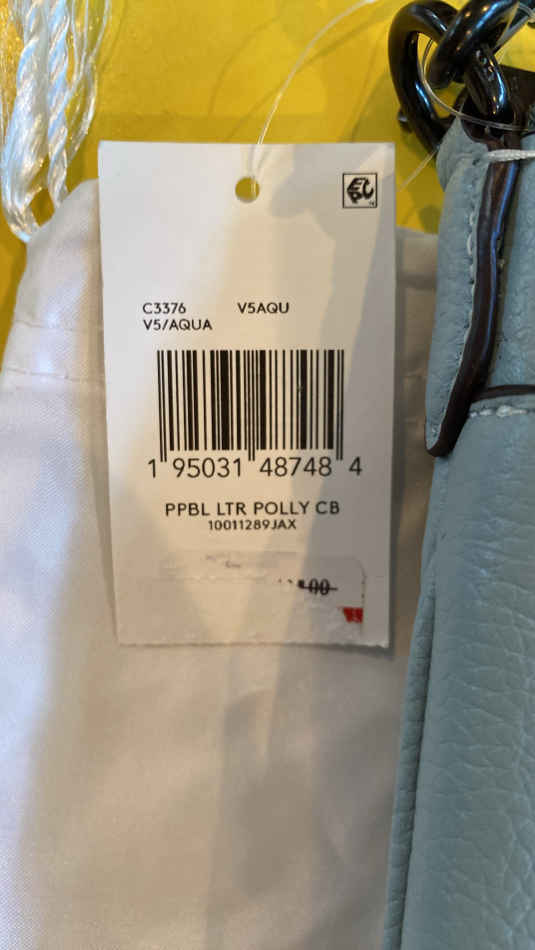 C3376 V5AQU
V5/AQUA
1 95031 48748 4
PPBL LTR POLLY CB
10011289JAX